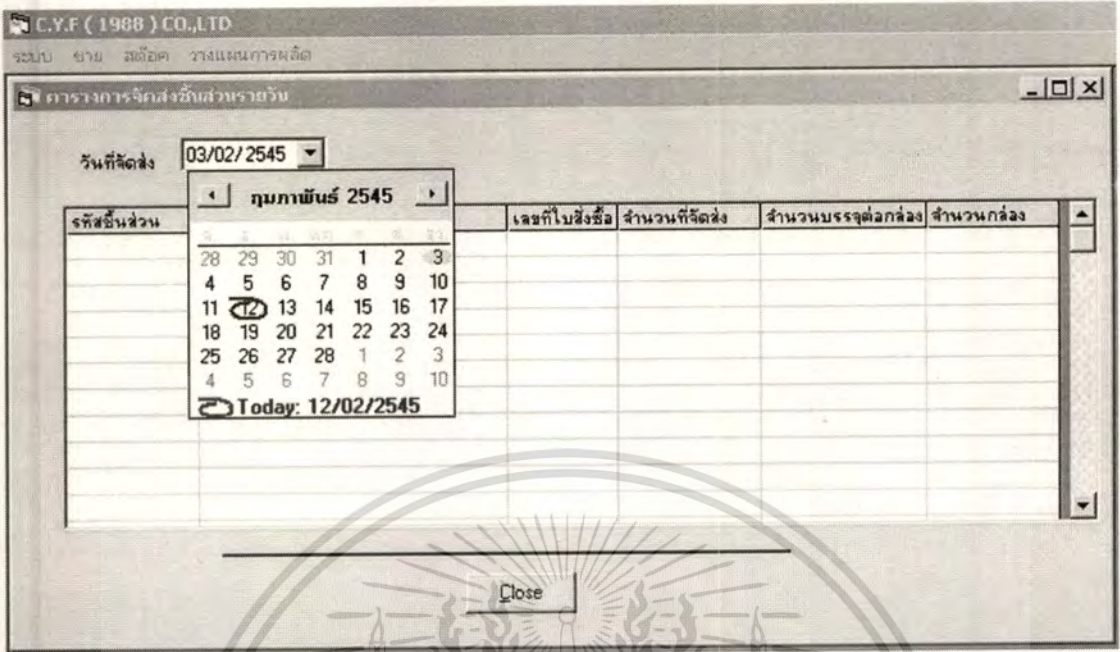 C.Y.F ( 1988 ) CO.,LTD
ระบบ ขาย สต๊อค วางแผนการผลิต
ตารางการจัดส่งชิ้นส่วนรายวัน
วันที่จัดส่ง 03/02/2545
กุมภาพันธ์ 2545
รหัสชิ้นส่วน เลขที่ใบสั่งซื้อ จำนวนที่จัดส่ง จำนวนบรรจุต่อกล่อง จำนวนกล่อง
28 29 30 31 1 2 3
4 5 6 7 8 9 10
11 12 13 14 15 16 17
18 19 20 21 22 23 24
25 26 27 28 1 2 3
4 5 6 7 8 9 10
Today: 12/02/2545
Close